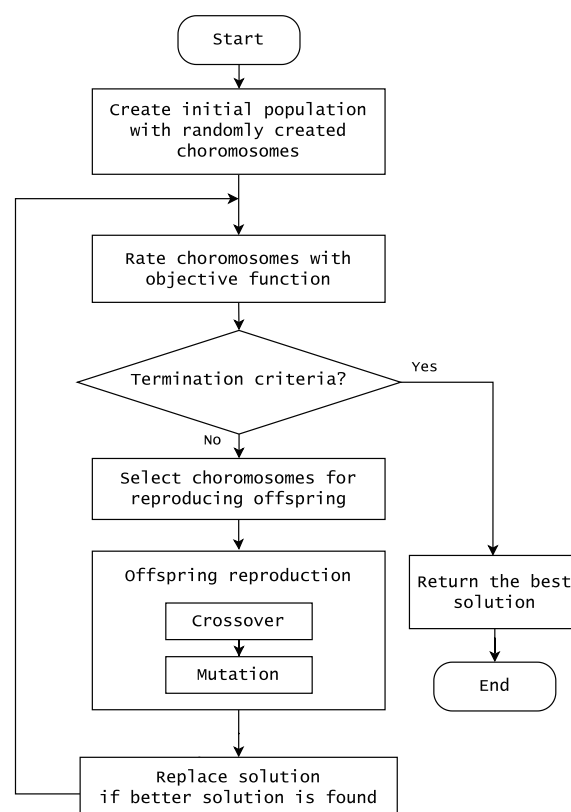 Start
Create initial population
with randomly created
choromosomes
Rate choromosomes with
objective function
Termination criteria?
Yes
No
Select choromosomes for
reproducing offspring
Offspring reproduction
Crossover
Mutation
Return the best
solution
End
Replace solution
if better solution is found